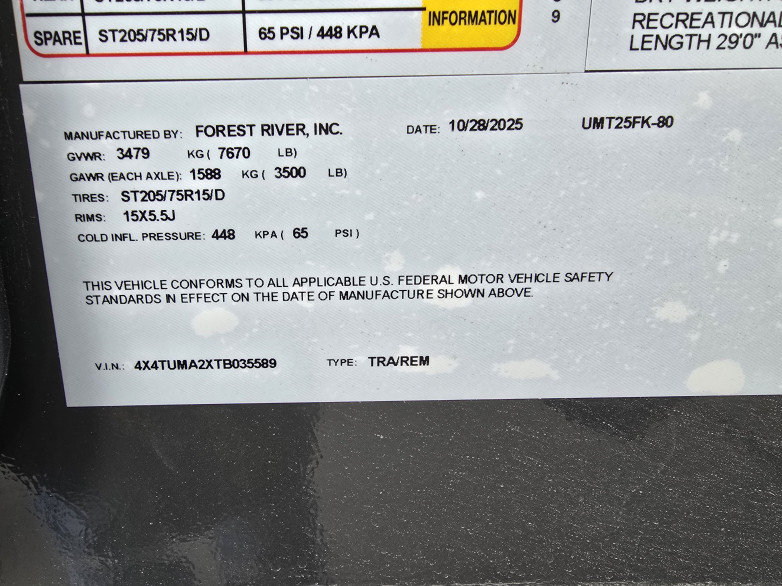 SPARE ST205/75R15/D 65 PSI / 448 KPA INFORMATION 9
RECREATIONAL
LENGTH 29'0"
MANUFACTURED BY: FOREST RIVER, INC. DATE: 10/28/2025 UMT25FK-80
GVWR: 3479 KG ( 7670 LB)
GAWR (EACH AXLE): 1588 KG ( 3500 LB)
TIRES: ST205/75R15/D
RIMS: 15X5.5J
COLD INFL. PRESSURE: 448 KPA ( 65 PSI )
THIS VEHICLE CONFORMS TO ALL APPLICABLE U.S. FEDERAL MOTOR VEHICLE SAFETY
STANDARDS IN EFFECT ON THE DATE OF MANUFACTURE SHOWN ABOVE.
V.I.N.: 4X4TUMA2XTB035589 TYPE: TRA/REM